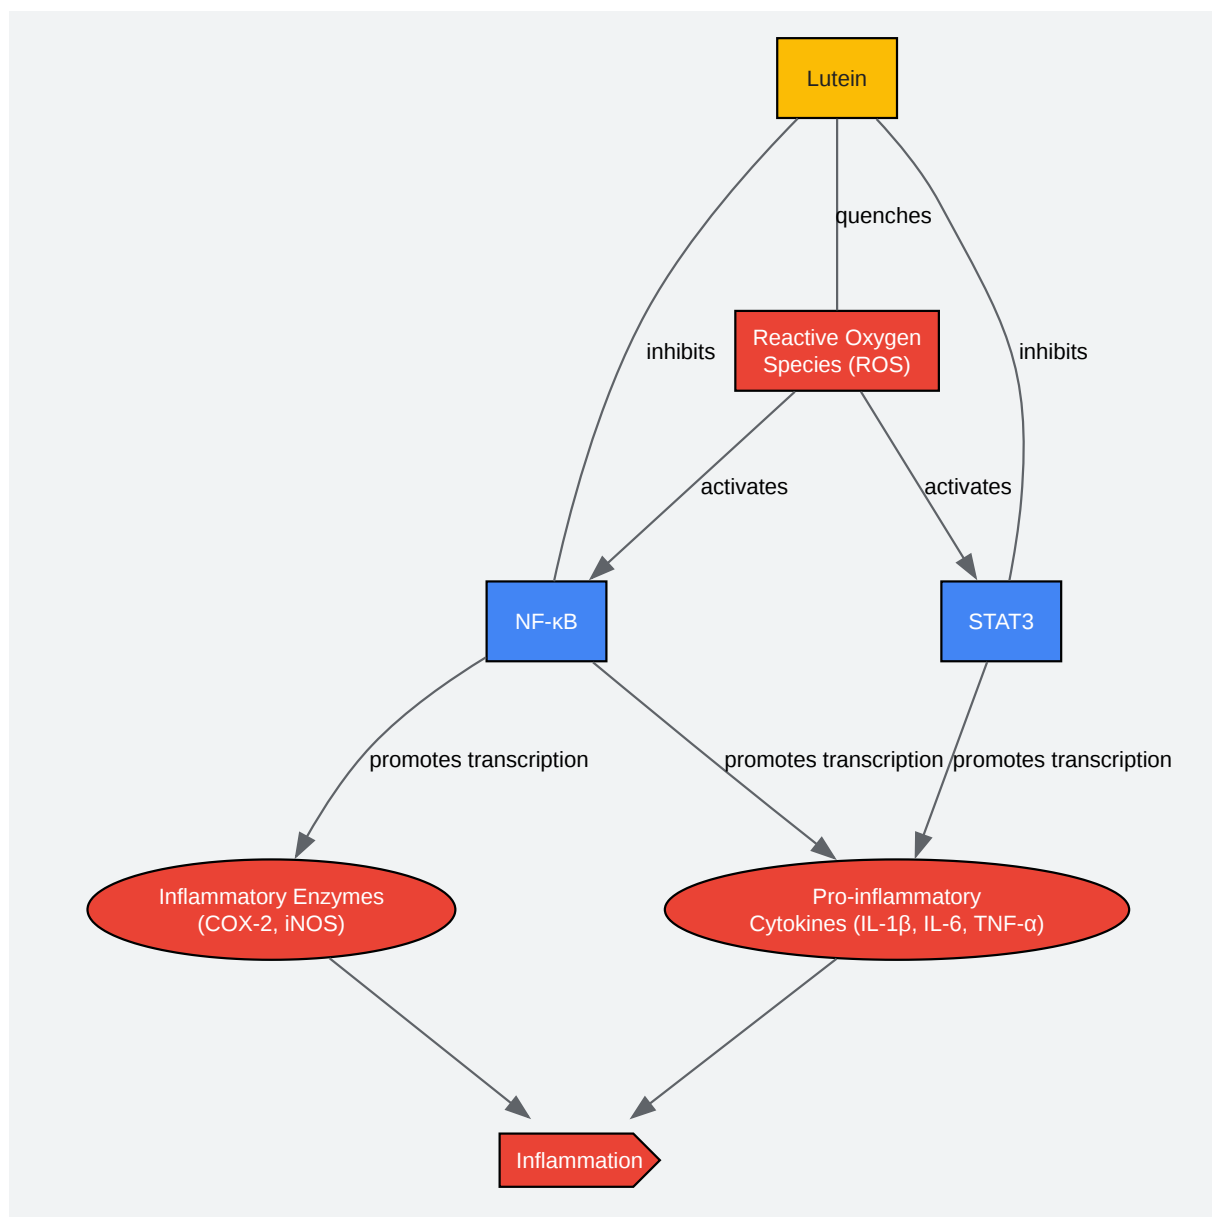 Lutein
quenches
Reactive Oxygen
Species (ROS)
inhibits
inhibits
activates
activates
NF-κB
STAT3
promotes transcription
promotes transcription
promotes transcription
Inflammatory Enzymes
(COX-2, iNOS)
Pro-inflammatory
Cytokines (IL-1β, IL-6, TNF-α)
Inflammation